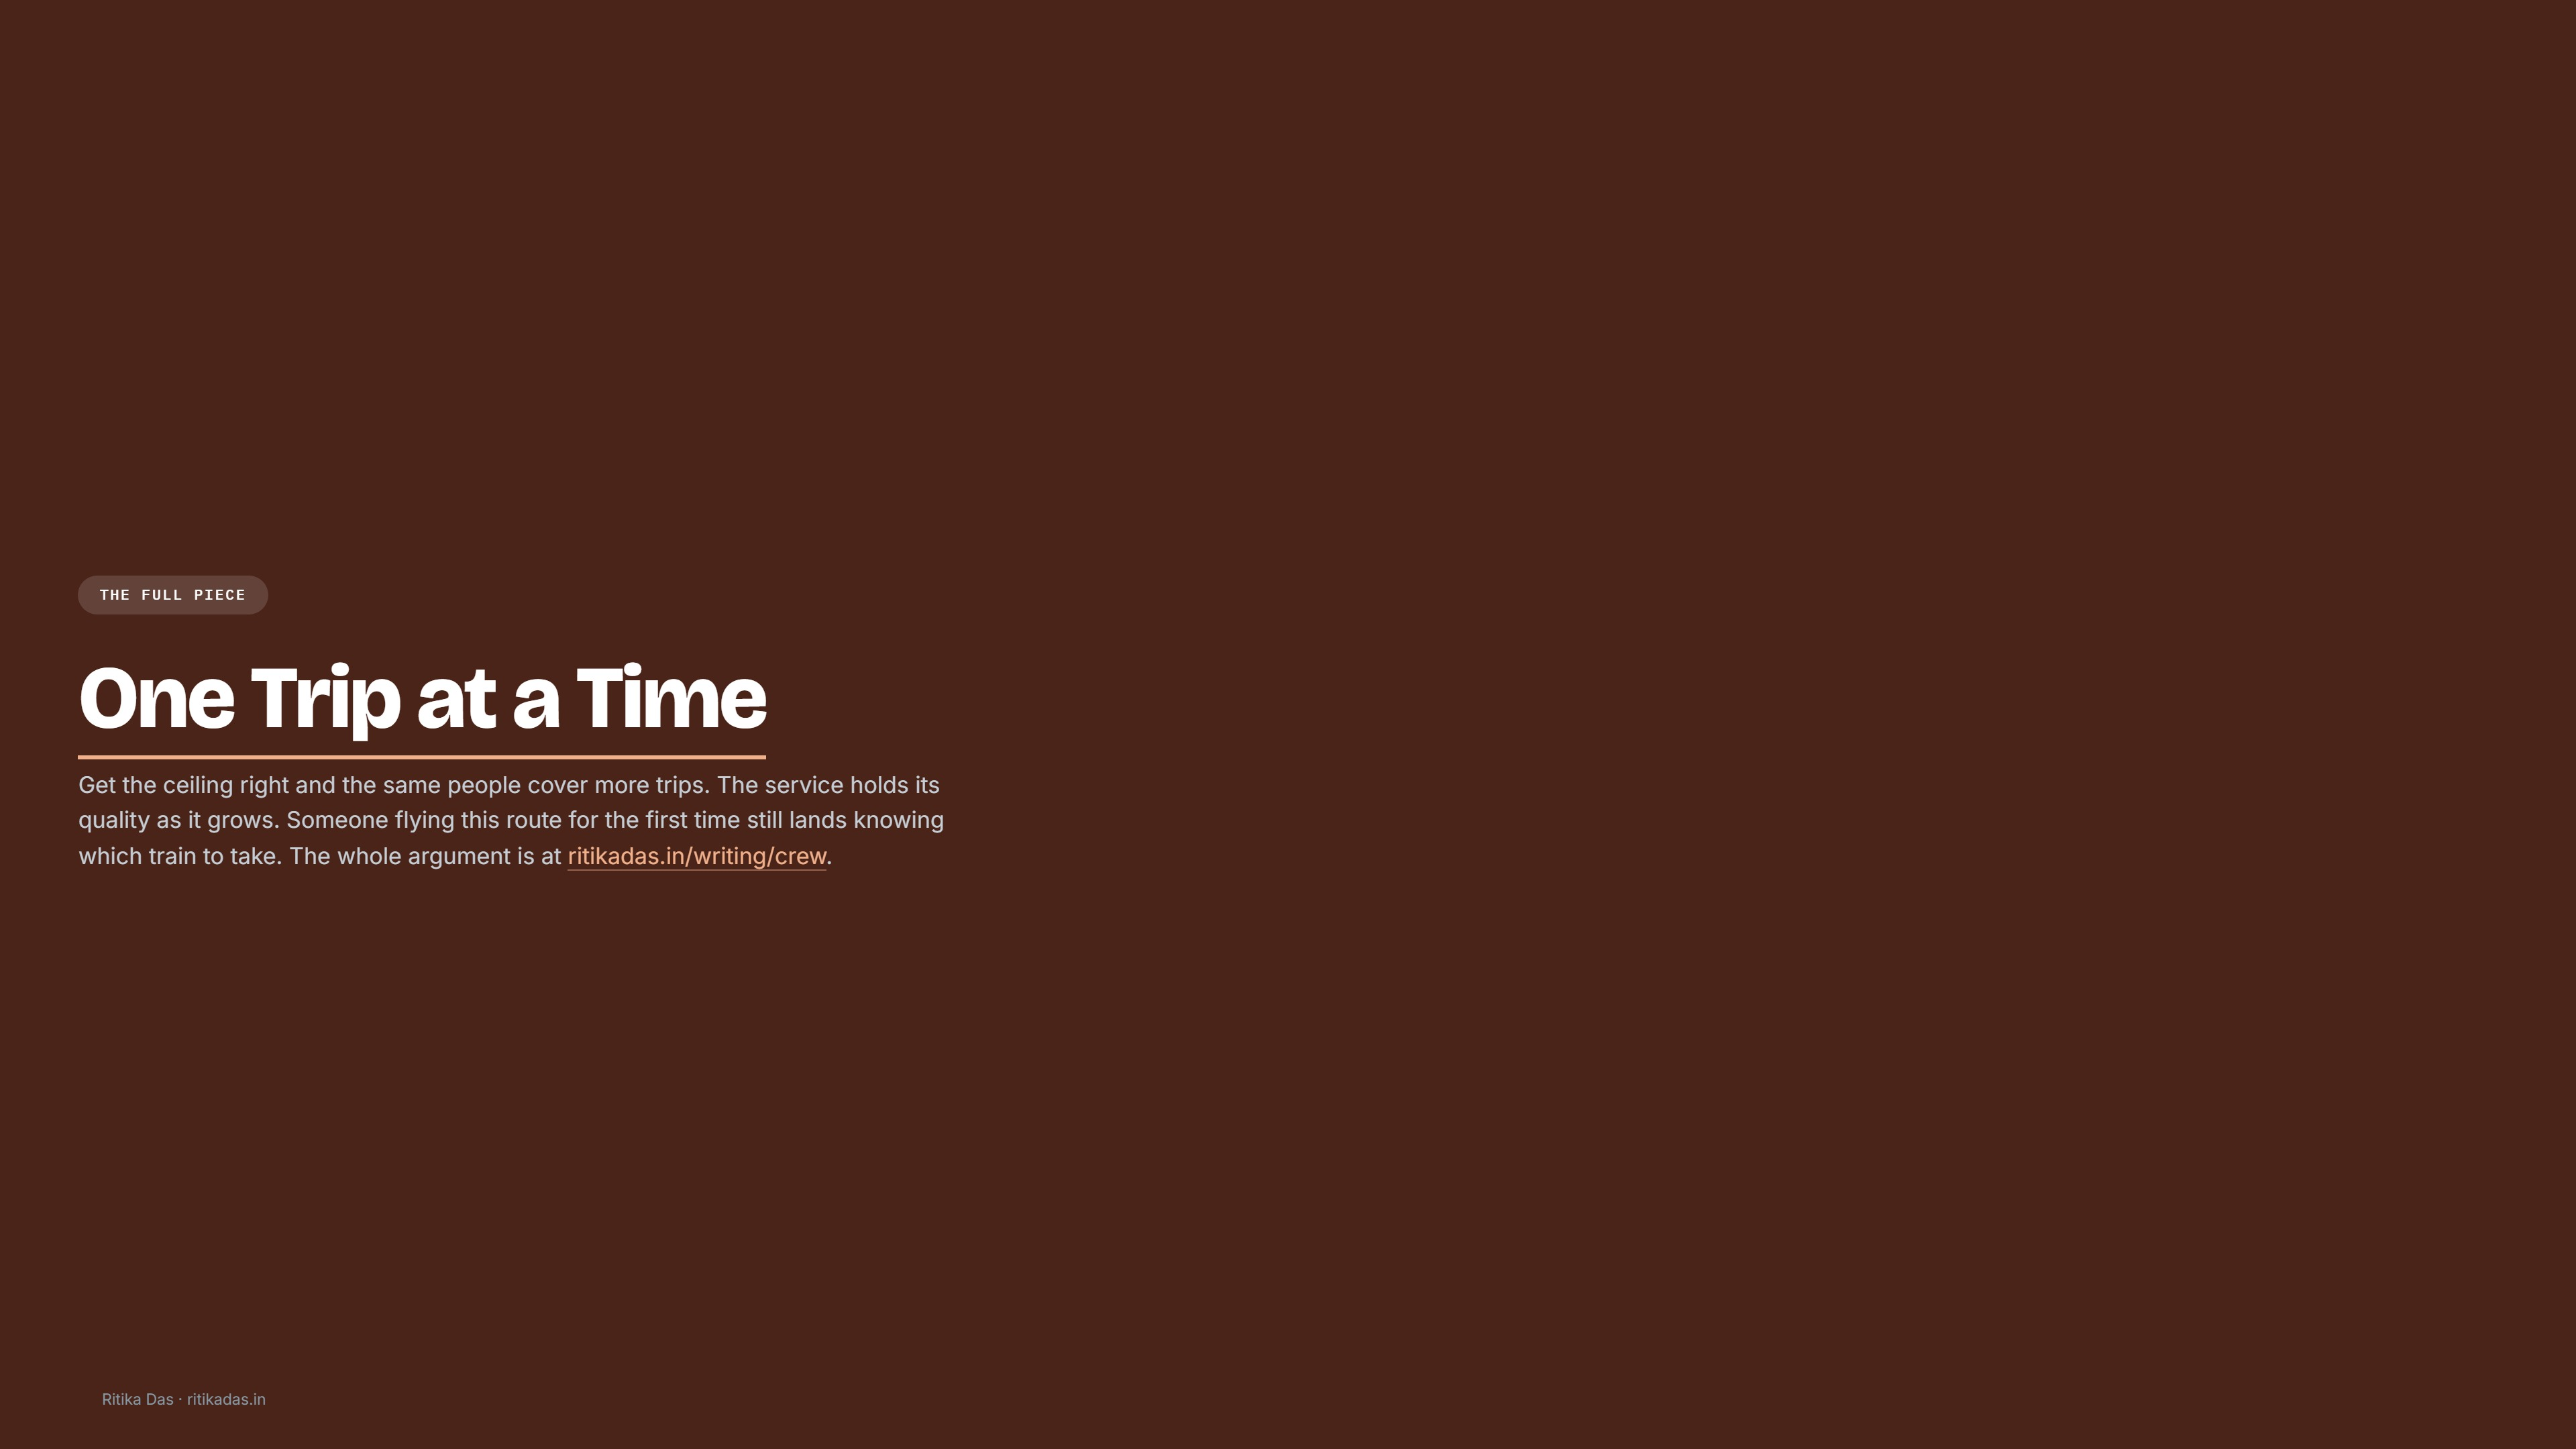 THE FULL PIECE
One Trip at a Time
Get the ceiling right and the same people cover more trips. The service holds its
quality as it grows. Someone flying this route for the first time still lands knowing
which train to take. The whole argument is at ritikadas.in/writing/crew.
Ritika Das · ritikadas.in